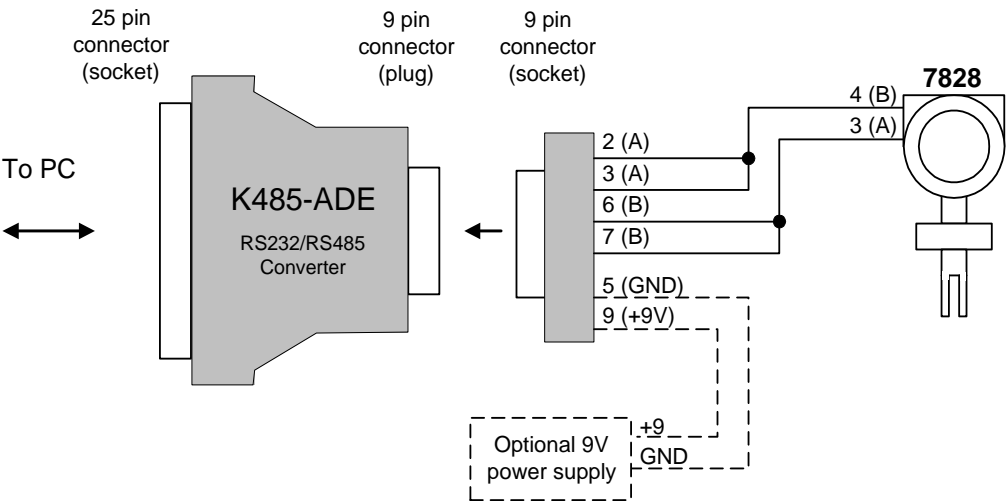 25 pin
connector
(socket)
9 pin
connector
(plug)
9 pin
connector
(socket)
7828
4 (B)
3 (A)
To PC
K485-ADE
RS232/RS485
Converter
2 (A)
3 (A)
6 (B)
7 (B)
5 (GND)
9 (+9V)
Optional 9V
power supply
+9
GND